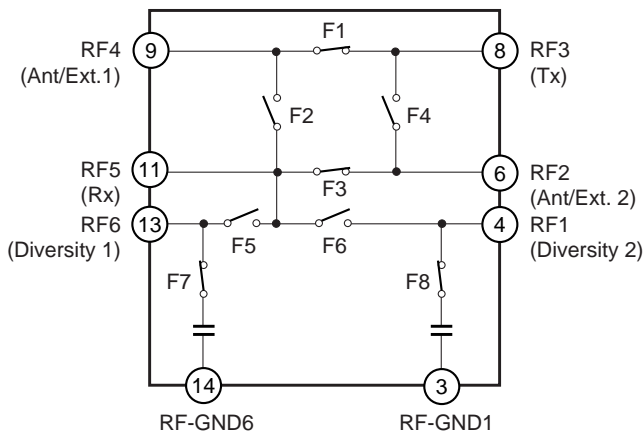 F1
RF4
9
8
RF3
(Ant/Ext.1)
(Tx)
F2
F4
RF5
11
6
RF2
(Rx)
F3
(Ant/Ext. 2)
RF6
13
4
RF1
(Diversity 1)
F5
F6
(Diversity 2)
F7
F8
14
3
RF-GND6
RF-GND1